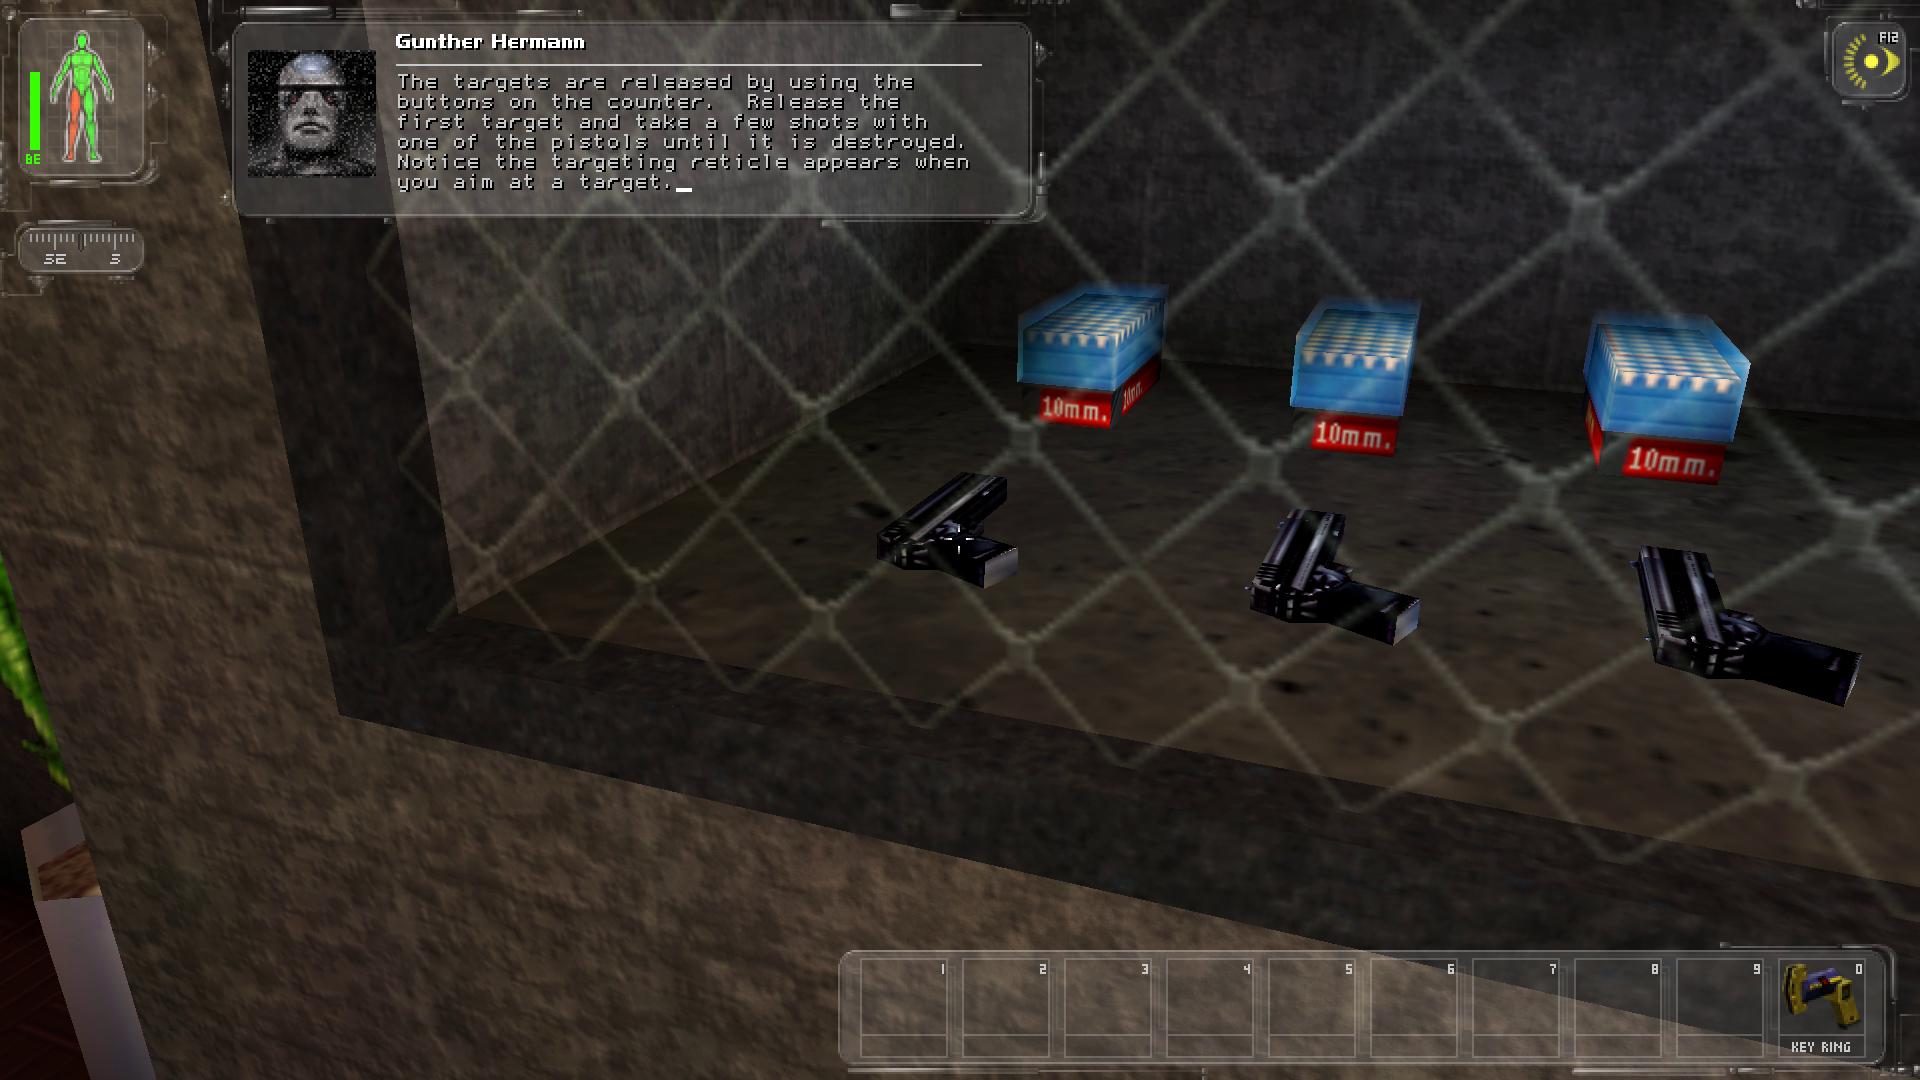 Gunther Hermann
The targets are released by using the
buttons on the counter. Release the
first target and take a few shots with
one of the pistols until it is destroyed.
Notice the targeting reticle appears when
you aim at a target.
F12
BE
SE S
10mm. 10mm.
10mm.
10mm.
1 2 3 4 5 6 7 8 9 0
KEY RING